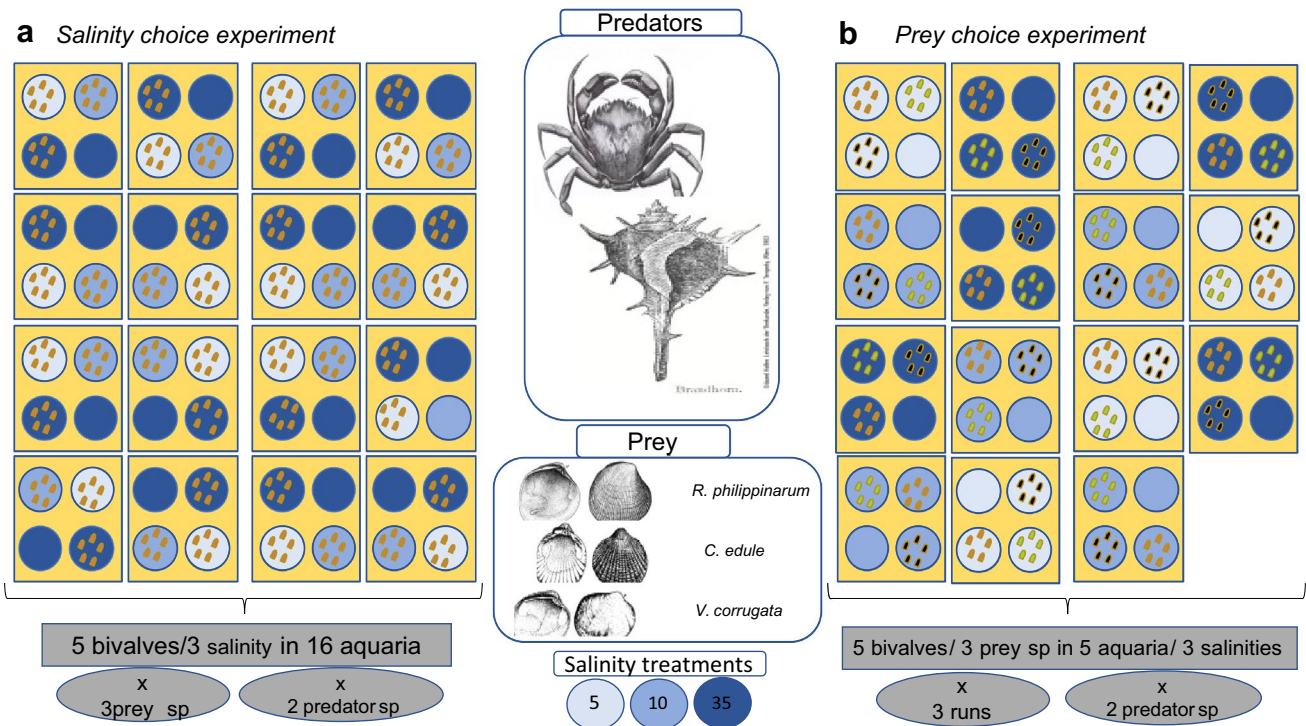 a Salinity choice experiment
Predators
b Prey choice experiment
Brandhorn.
Prey
R. philippinarum
C. edule
V. corrugata
5 bivalves/3 salinity in 16 aquaria
x
3prey sp
x
2 predator sp
Salinity treatments
5 10 35
5 bivalves/ 3 prey sp in 5 aquaria/ 3 salinities
x
3 runs
x
2 predator sp